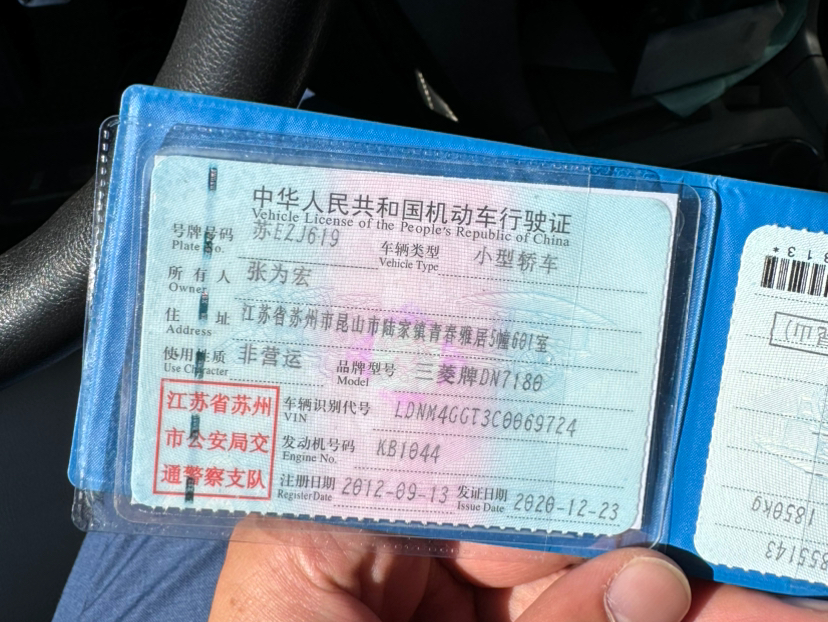 中华人民共和国机动车行驶证
Vehicle License of the People's Republic of China
号牌号码 苏EZJ619 车辆类型 小型轿车
Plate No. Vehicle Type
所有人 张为宏
Owner
住址 江苏省苏州市昆山市陆家镇青春雅居5幢601室
Address
使用性质 非营运 品牌型号 三菱牌DN7180
Use Character Model
江苏省苏州
市公安局交
通警察支队
车辆识别代号 LDNM4GGT3C0069724
VIN
发动机号码 KB1044
Engine No.
注册日期 2012-09-13 发证日期 2020-12-23
Register Date Issue Date
1850kg
855143